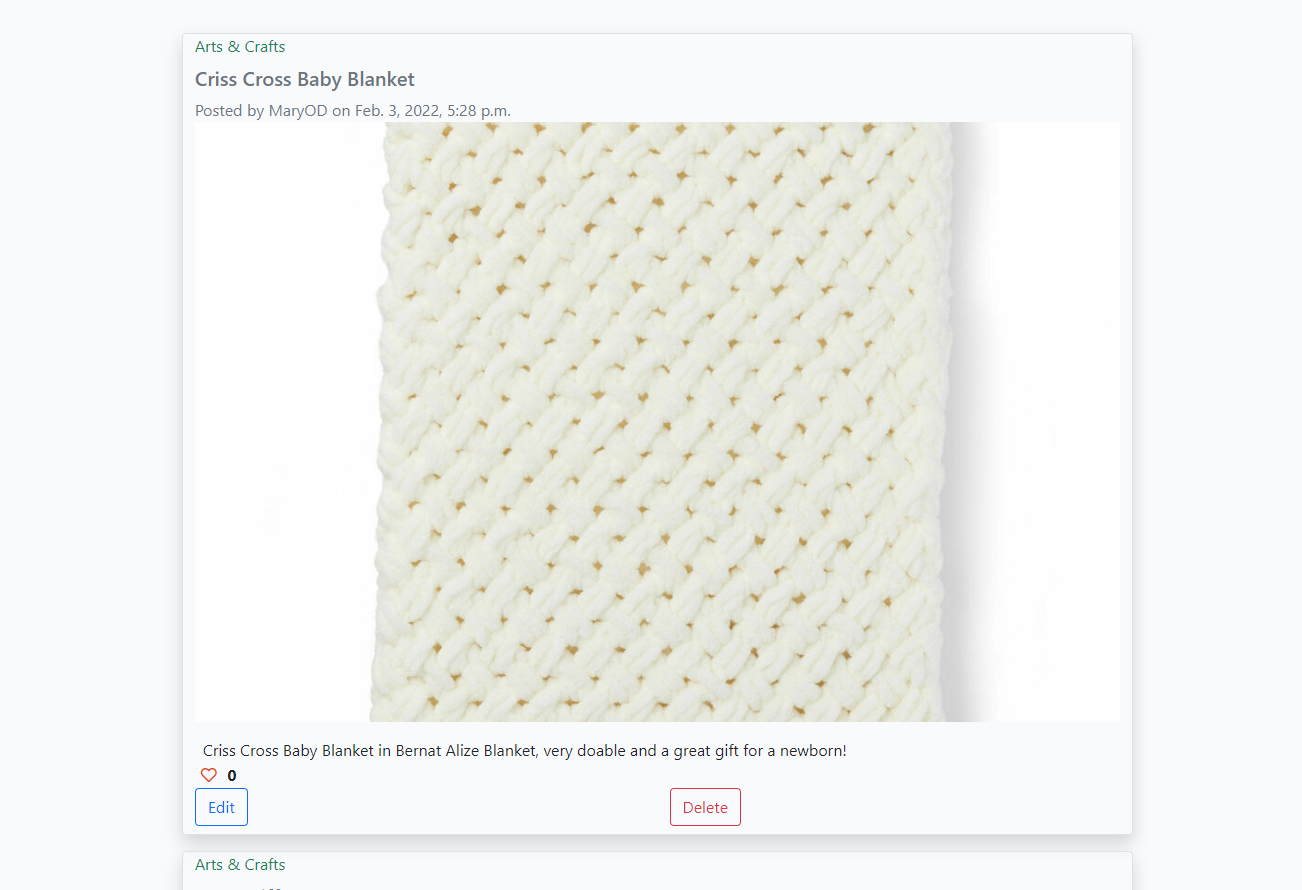 Arts & Crafts
Criss Cross Baby Blanket
Posted by MaryOD on Feb. 3, 2022, 5:28 p.m.
Criss Cross Baby Blanket in Bernat Alize Blanket, very doable and a great gift for a newborn!
0
Edit Delete
Arts & Crafts